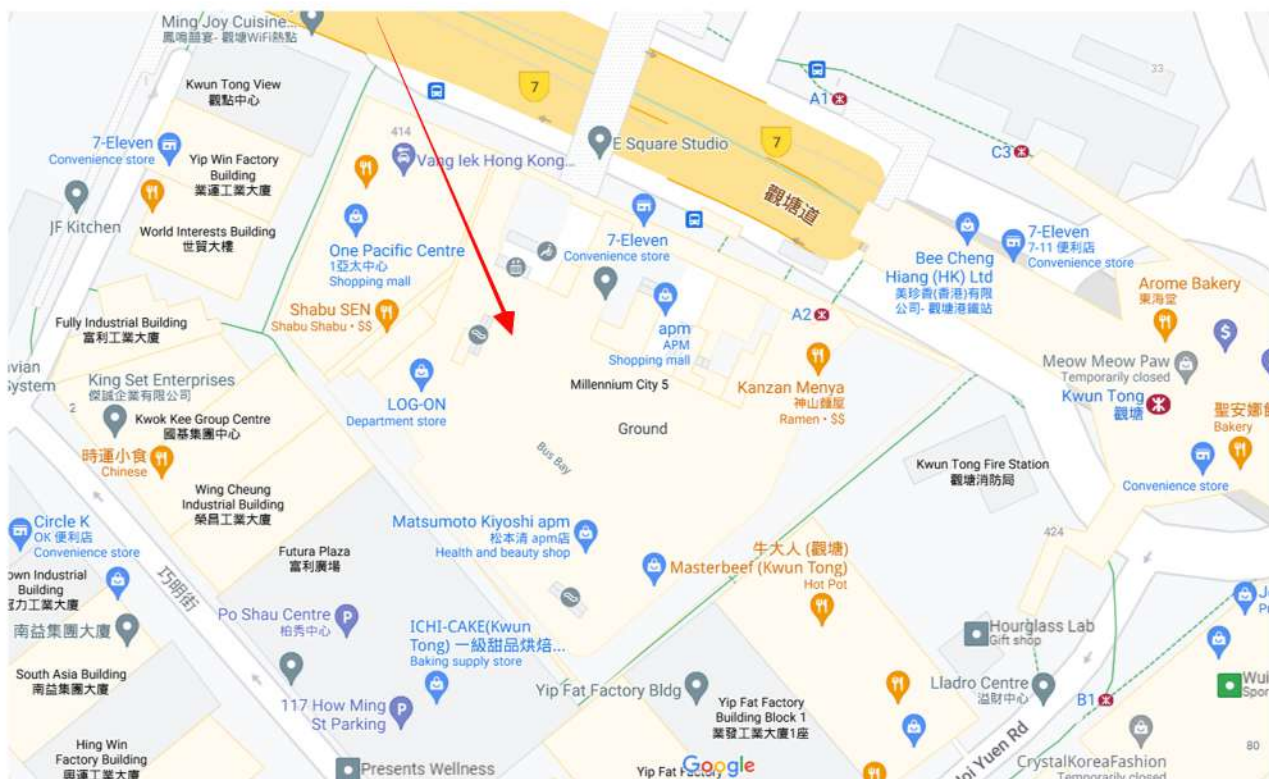 Ming Joy Cuisine...
鳳鳴囍宴- 觀塘WiFi熱點
Kwun Tong View
觀點中心
7
33
A1
7-Eleven
Convenience store
Yip Win Factory
Building
業運工業大廈
414
Vang Iek Hong Kong...
E Square Studio
7
C3
觀塘道
JF Kitchen
World Interests Building
世貿大樓
One Pacific Centre
1亞太中心
Shopping mall
7-Eleven
Convenience store
Bee Cheng
Hiang (HK) Ltd
美珍香(香港)有限
公司- 觀塘港鐵站
7-Eleven
7-11 便利店
Convenience store
Arome Bakery
東海堂
Shabu SEN
Shabu Shabu • $$
apm
APM
Shopping mall
A2
Fully Industrial Building
富利工業大廈
Meow Meow Paw
Temporarily closed
avian
System
King Set Enterprises
傑誠企業有限公司
2
LOG-ON
Department store
Millennium City 5
Kanzan Menya
神山麵屋
Ramen • $$
Kwun Tong
觀塘
聖安娜餅
Bakery
Kwok Kee Group Centre
國基集團中心
Ground
時運小食
Chinese
Bus Bay
Kwun Tong Fire Station
觀塘消防局
Convenience store
Wing Cheung
Industrial Building
榮昌工業大廈
Circle K
OK 便利店
Convenience store
Matsumoto Kiyoshi apm
松本清 apm店
Health and beauty shop
424
Futura Plaza
富利廣場
牛大人 (觀塘)
Masterbeef (Kwun Tong)
Hot Pot
own Industrial
Building
冠力工業大廈
巧明街
南益集團大廈
Po Shau Centre
柏秀中心
ICHI-CAKE(Kwun
Tong) 一級甜品烘焙...
Baking supply store
Hourglass Lab
Gift shop
South Asia Building
南益集團大廈
Yip Fat Factory Bldg
Lladro Centre
溢財中心
B1
Wui
Spor
117 How Ming
St Parking
Yip Fat Factory
Building Block 1
業發工業大廈1座
Hoi Yuen Rd
Hing Win
Factory Building
興運工業大廈
Presents Wellness
Yip Fat Factory
Google
CrystalKoreaFashion
Temporarily closed
80